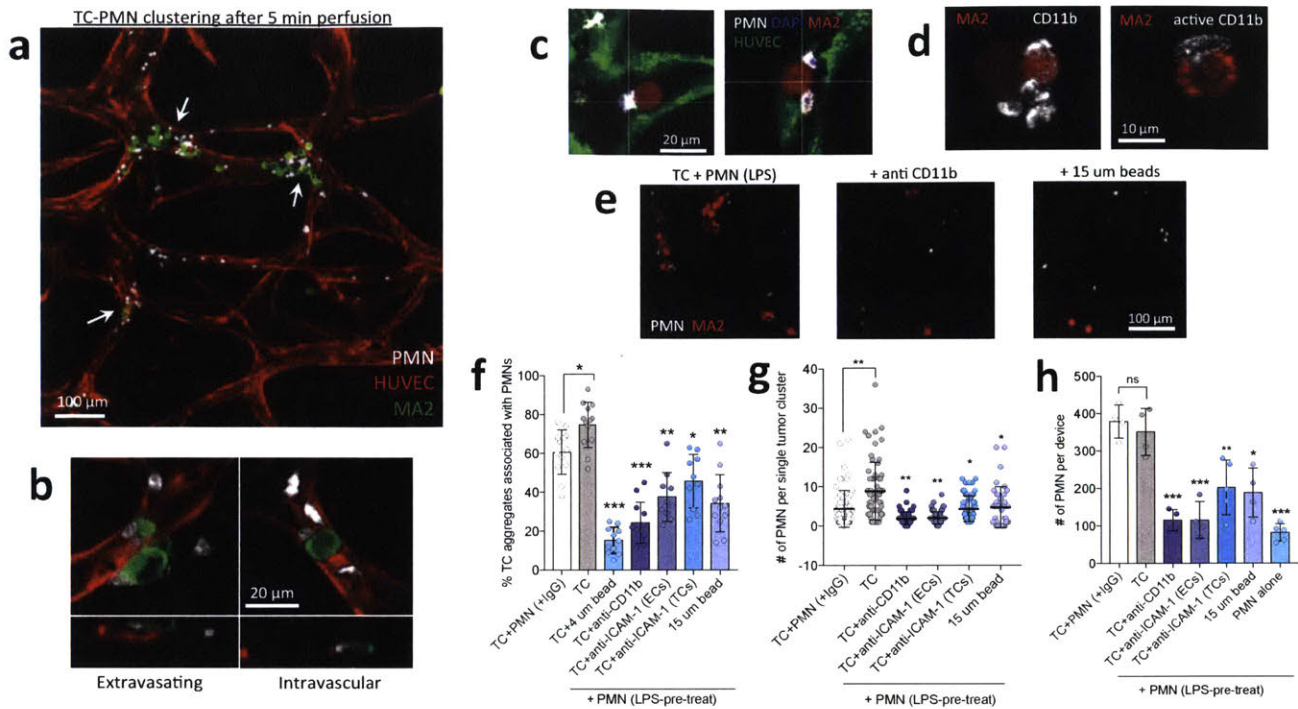 TC-PMN clustering after 5 min perfusion
a
PMN
HUVEC
MA2
100 μm
b
20 μm
Extravasating
Intravascular
c
PMN DAP MA2
HUVEC
20 μm
d
MA2 CD11b
MA2 active CD11b
10 μm
e
TC + PMN (LPS)
+ anti CD11b
+ 15 um beads
PMN MA2
100 μm
f
% TC aggregates associated with PMNs
100
80
60
40
20
0
*
***
***
**
*
**
TC+PMN (+IgG)
TC
TC+4 um bead
TC+anti-CD11b
TC+anti-ICAM-1 (ECs)
TC+anti-ICAM-1 (TCs)
15 um bead
+ PMN (LPS-pre-treat)
g
# of PMN per single tumor cluster
40
30
20
10
0
-10
**
**
**
*
*
TC+PMN (+IgG)
TC
TC+anti-CD11b
TC+anti-ICAM-1 (ECs)
TC+anti-ICAM-1 (TCs)
15 um bead
+ PMN (LPS-pre-treat)
h
# of PMN per device
500
400
300
200
100
0
ns
***
***
**
*
***
TC+PMN (+IgG)
TC
TC+anti-CD11b
TC+anti-ICAM-1 (ECs)
TC+anti-ICAM-1 (TCs)
15 um bead
PMN alone
+ PMN (LPS-pre-treat)